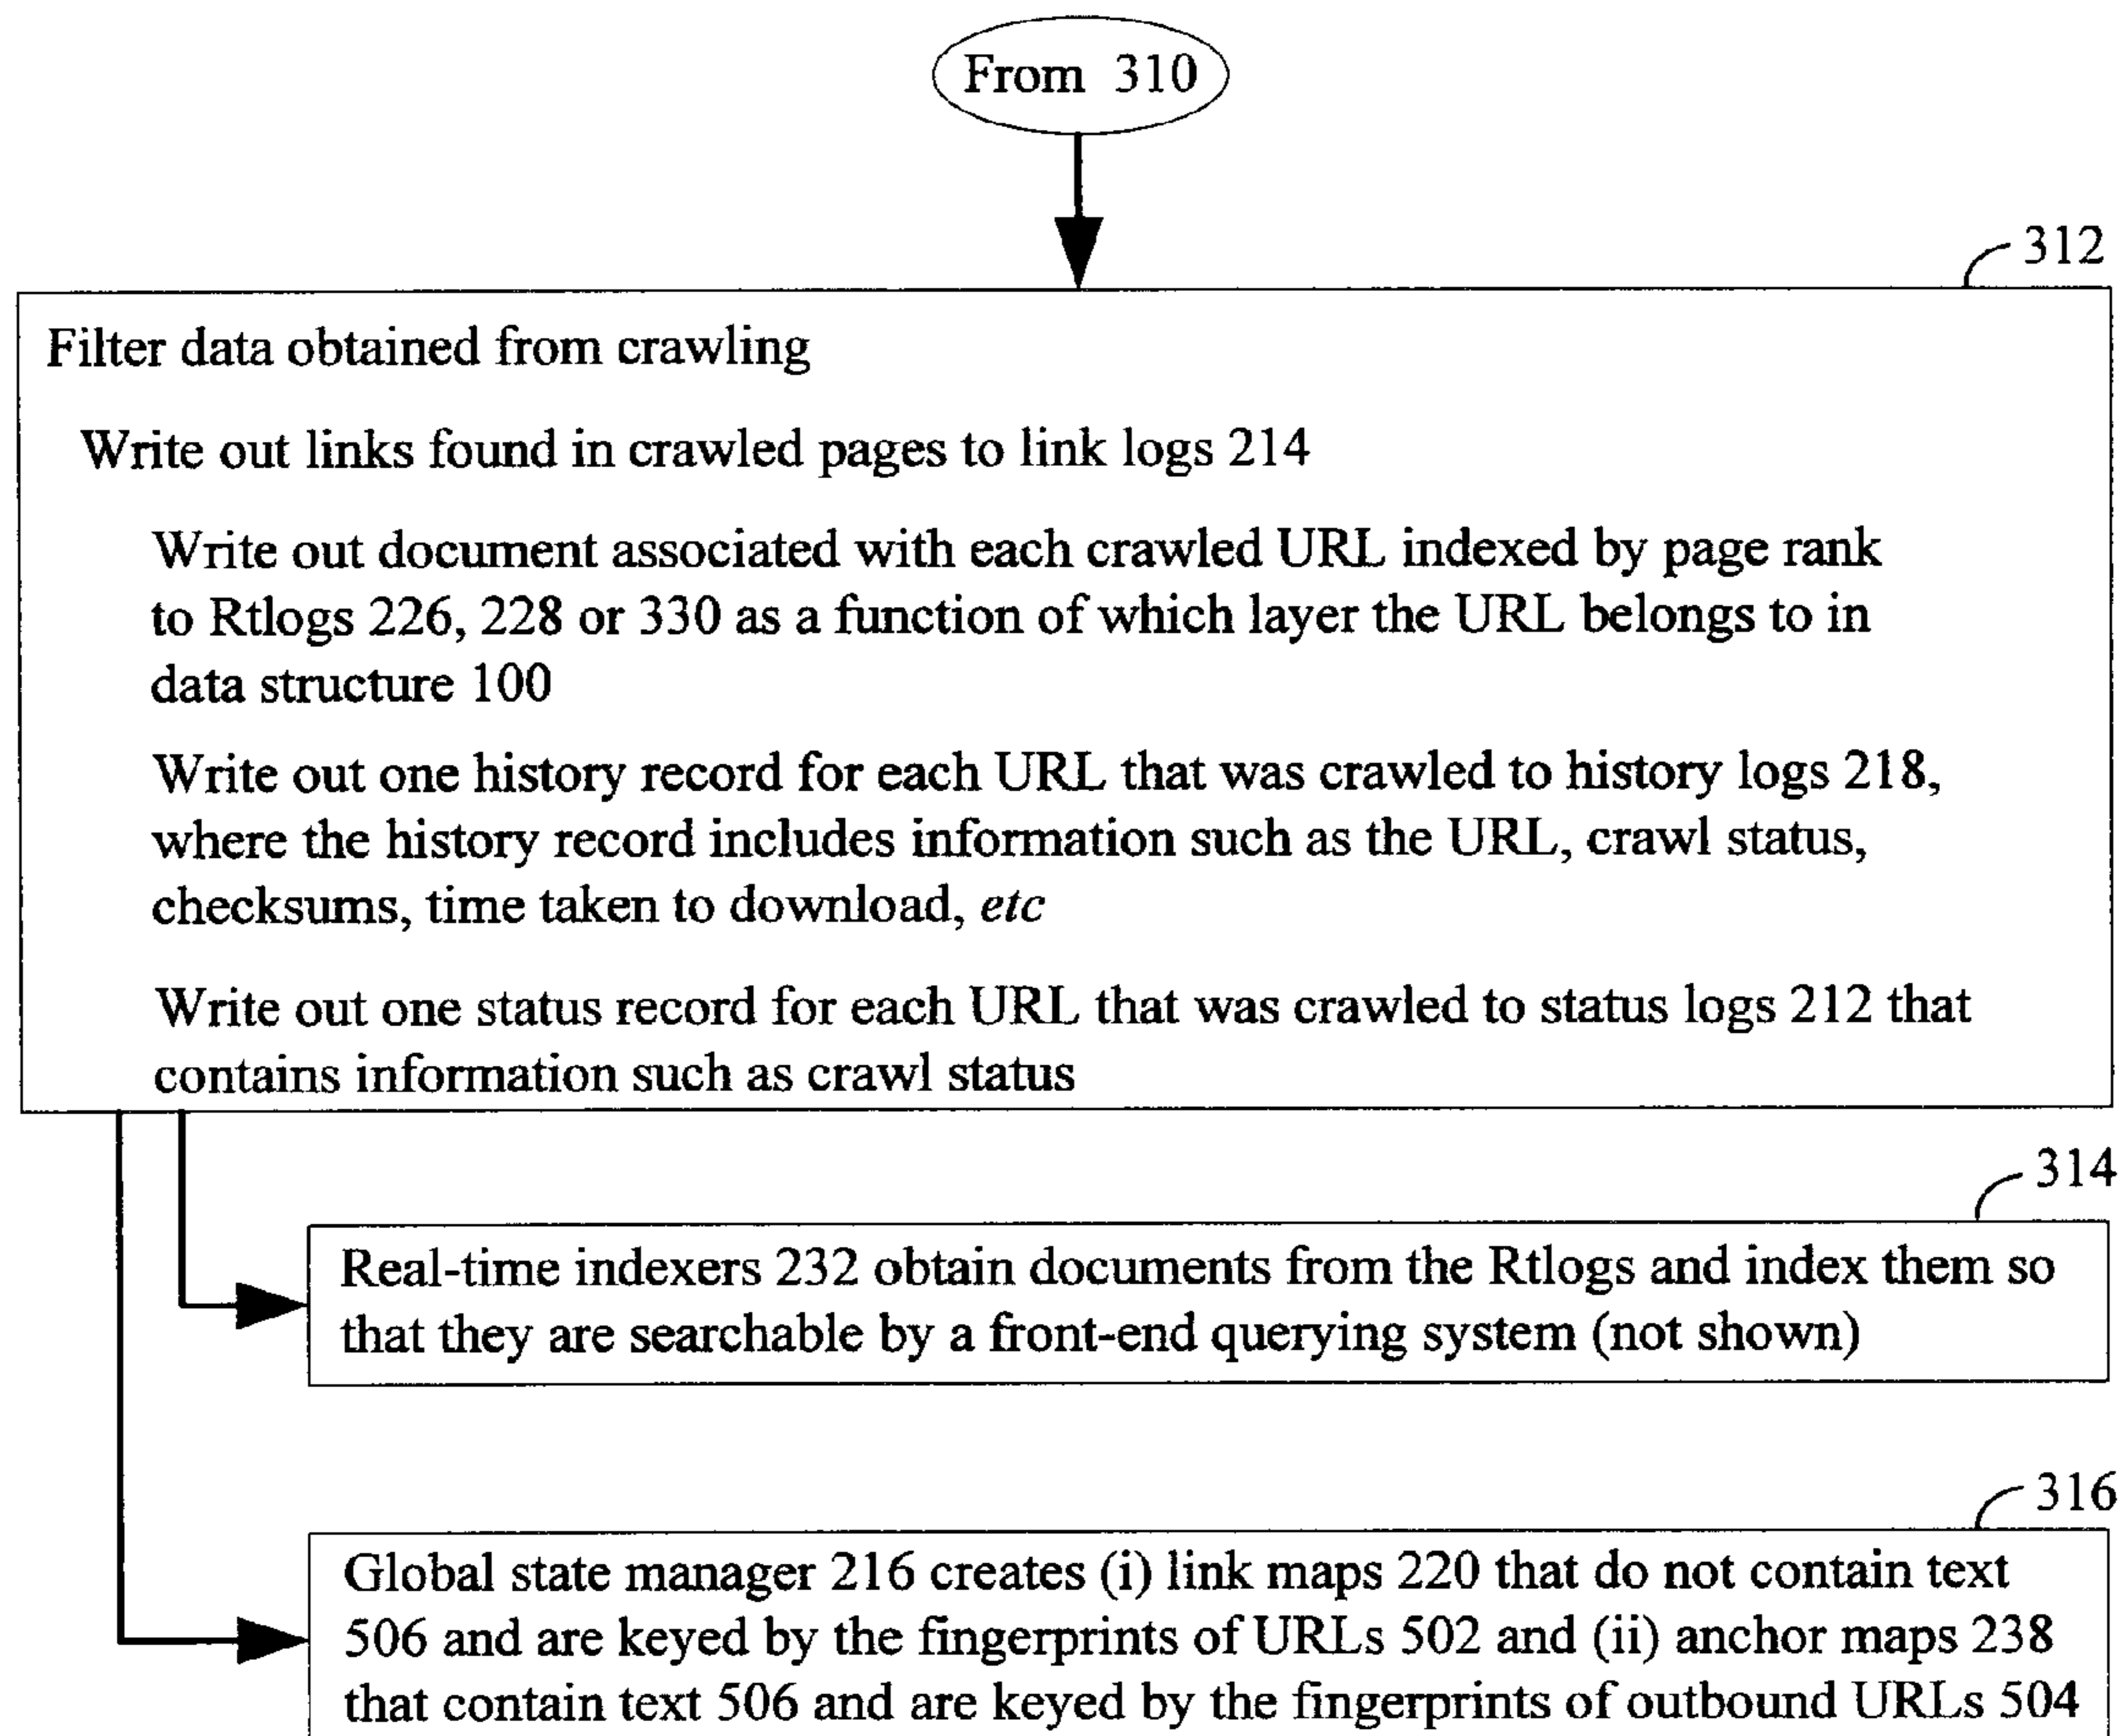 From 310
312
Filter data obtained from crawling
Write out links found in crawled pages to link logs 214
Write out document associated with each crawled URL indexed by page rank
to Rtlogs 226, 228 or 330 as a function of which layer the URL belongs to in
data structure 100
Write out one history record for each URL that was crawled to history logs 218,
where the history record includes information such as the URL, crawl status,
checksums, time taken to download, etc
Write out one status record for each URL that was crawled to status logs 212 that
contains information such as crawl status
314
Real-time indexers 232 obtain documents from the Rtlogs and index them so
that they are searchable by a front-end querying system (not shown)
316
Global state manager 216 creates (i) link maps 220 that do not contain text
506 and are keyed by the fingerprints of URLs 502 and (ii) anchor maps 238
that contain text 506 and are keyed by the fingerprints of outbound URLs 504